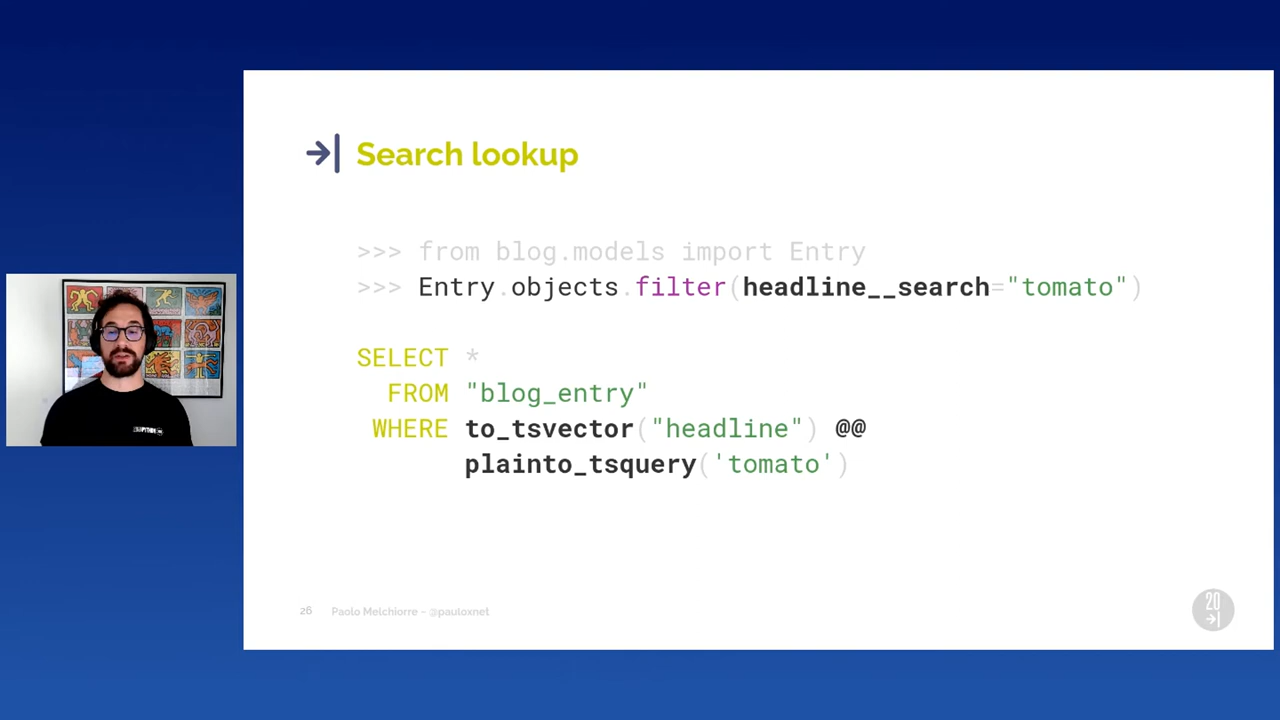 Search lookup
>>> from blog.models import Entry
>>> Entry.objects.filter(headline__search="tomato")
SELECT *
FROM "blog_entry"
WHERE to_tsvector("headline") @@
plainto_tsquery('tomato')
26 Paolo Melchiorre – @pauloxnet
20